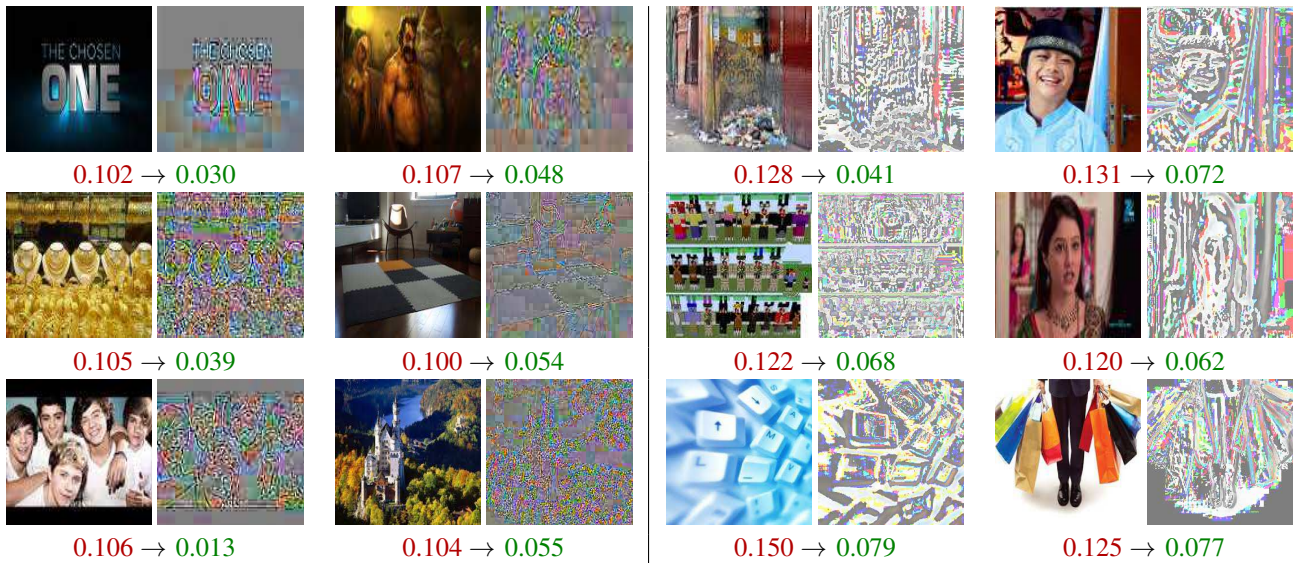 THE CHOSEN
ONE
THE CHOSEN
ONE
0.102 → 0.030
0.107 → 0.048
0.128 → 0.041
0.131 → 0.072
0.105 → 0.039
0.100 → 0.054
0.122 → 0.068
0.120 → 0.062
L
M
0.106 → 0.013
0.104 → 0.055
0.150 → 0.079
0.125 → 0.077